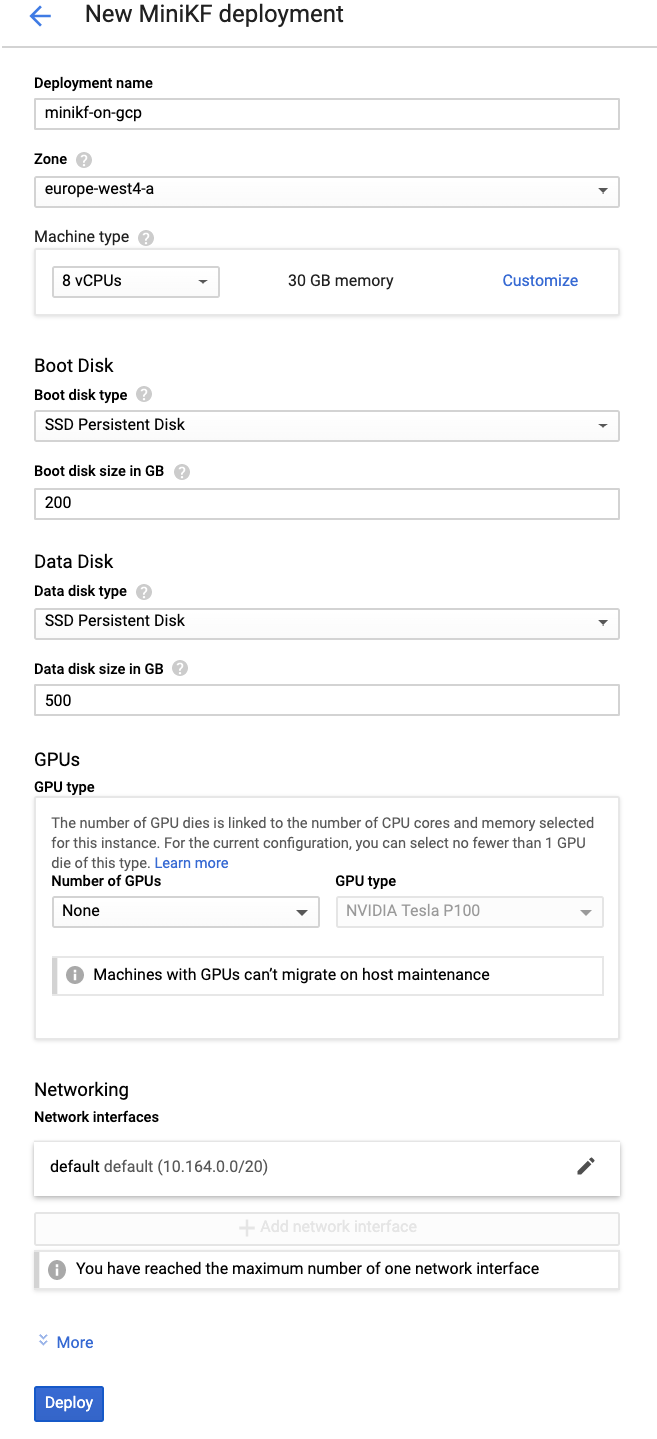 New MiniKF deployment
Deployment name
minikf-on-gcp
Zone ?
europe-west4-a
Machine type ?
8 vCPUs 30 GB memory Customize
Boot Disk
Boot disk type ?
SSD Persistent Disk
Boot disk size in GB ?
200
Data Disk
Data disk type ?
SSD Persistent Disk
Data disk size in GB ?
500
GPUs
GPU type
The number of GPU dies is linked to the number of CPU cores and memory selected
for this instance. For the current configuration, you can select no fewer than 1 GPU
die of this type. Learn more
Number of GPUs GPU type
None NVIDIA Tesla P100
Machines with GPUs can’t migrate on host maintenance
Networking
Network interfaces
default default (10.164.0.0/20)
+ Add network interface
You have reached the maximum number of one network interface
More
Deploy